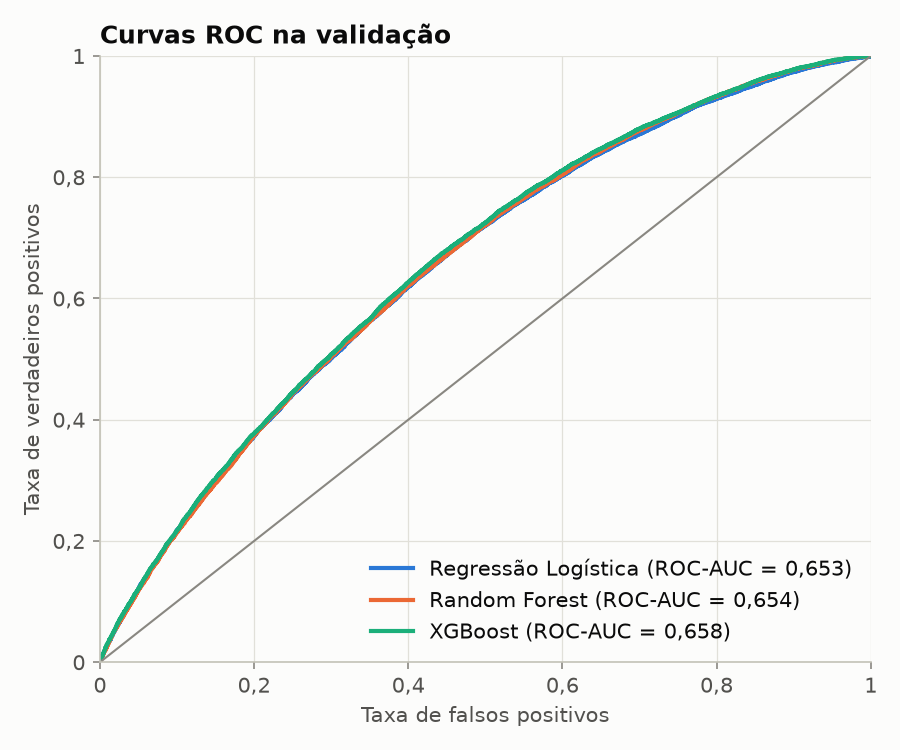 Curvas ROC na validação
1
0,8
0,6
0,4
0,2
0
Taxa de verdadeiros positivos
Regressão Logística (ROC-AUC = 0,653)
Random Forest (ROC-AUC = 0,654)
XGBoost (ROC-AUC = 0,658)
0 0,2 0,4 0,6 0,8 1
Taxa de falsos positivos